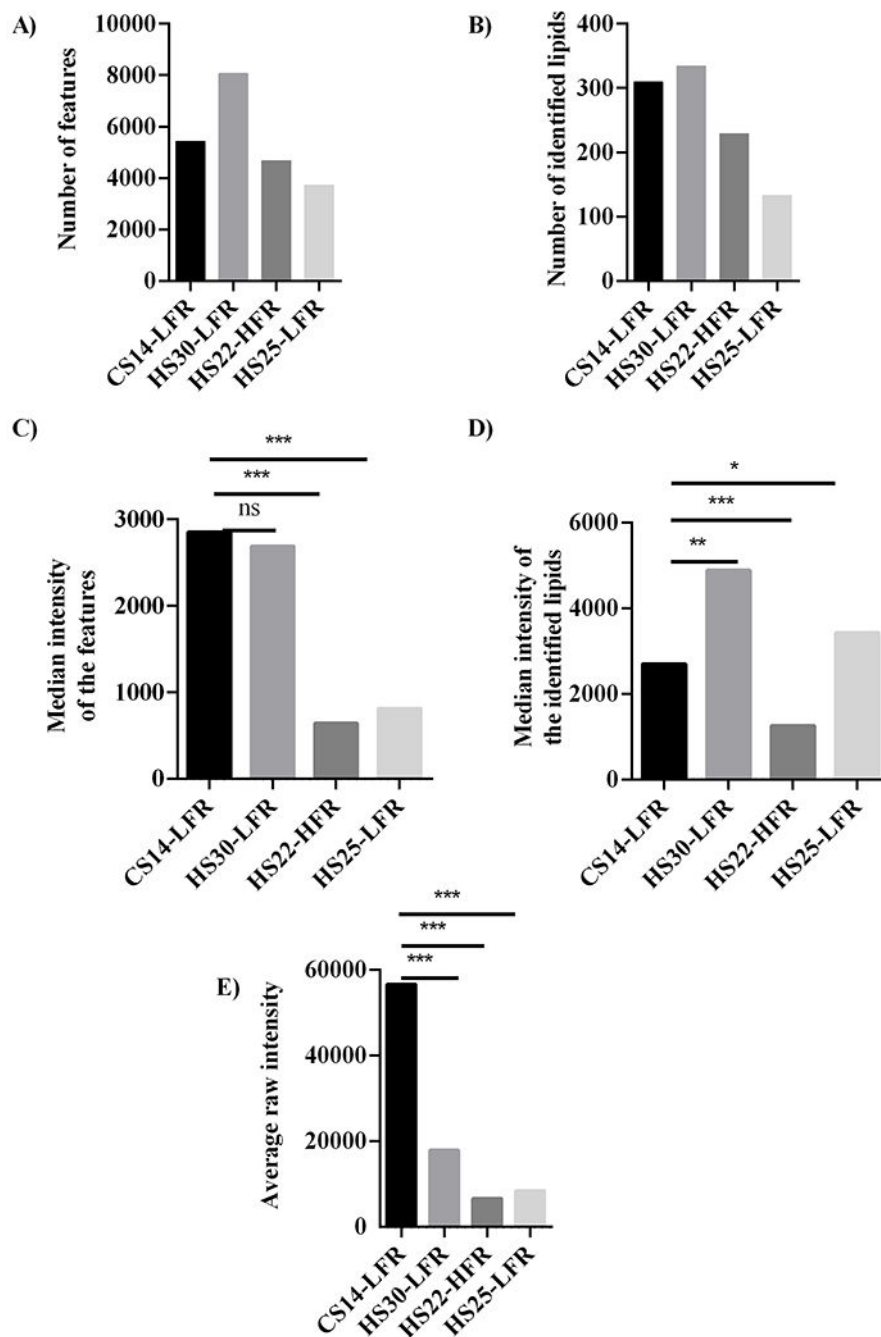 A)
Number of features
10000
8000
6000
4000
2000
0
CS14-LFR
HS30-LFR
HS22-HFR
HS25-LFR
B)
Number of identified lipids
400
300
200
100
0
CS14-LFR
HS30-LFR
HS22-HFR
HS25-LFR
C)
***
***
ns
Median intensity
of the features
3000
2000
1000
0
CS14-LFR
HS30-LFR
HS22-HFR
HS25-LFR
D)
*
***
**
Median intensity of
the identified lipids
6000
4000
2000
0
CS14-LFR
HS30-LFR
HS22-HFR
HS25-LFR
E)
***
***
***
Average raw intensity
60000
40000
20000
0
CS14-LFR
HS30-LFR
HS22-HFR
HS25-LFR